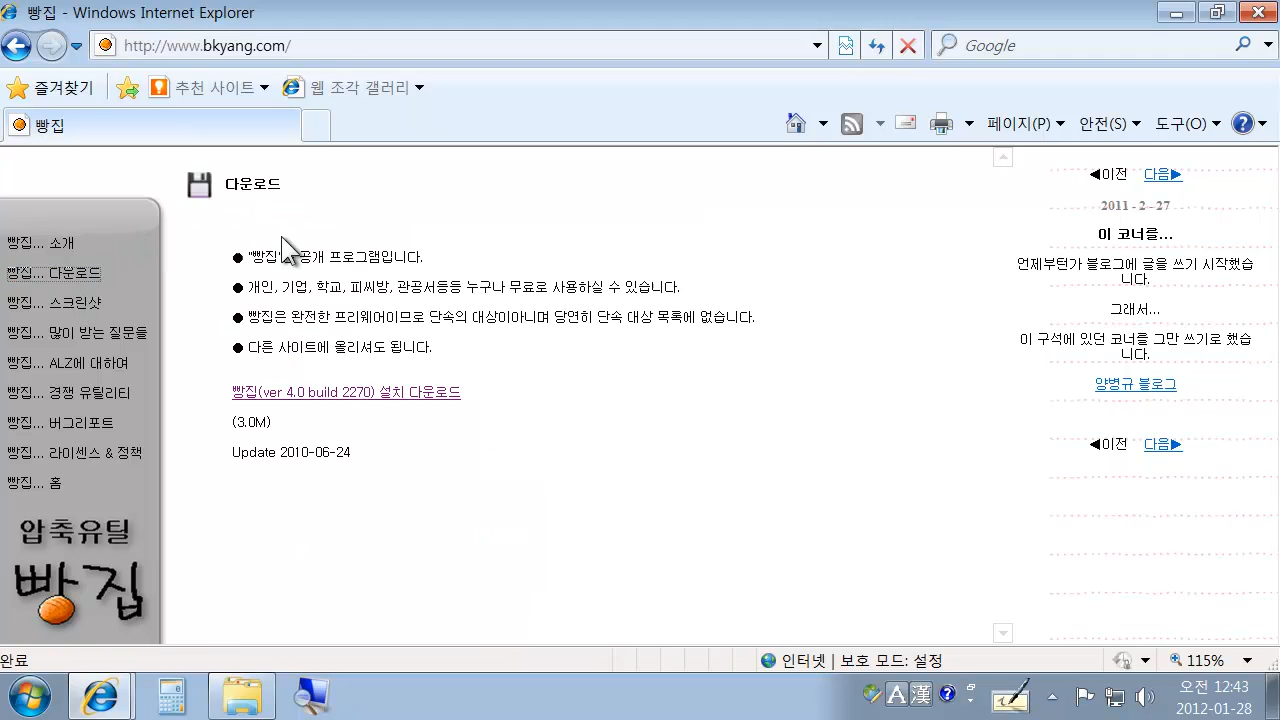 빵집 - Windows Internet Explorer
http://www.bkyang.com/
Google
즐겨찾기
추천 사이트
웹 조각 갤러리
빵집
페이지(P)
안전(S)
도구(O)
다운로드
빵집... 소개
빵집... 다운로드
빵집... 스크린샷
빵집... 많이 받는 질문들
빵집... ALZ에 대하여
빵집... 경쟁 유틸리티
빵집... 버그리포트
빵집... 라이센스 & 정책
빵집... 홈
압축유틸
빵집
● "빵집 공개 프로그램입니다.
● 개인, 기업, 학교, 피씨방, 관공서등등 누구나 무료로 사용하실 수 있습니다.
● 빵집은 완전한 프리웨어이므로 단속의 대상이아니며 당연히 단속 대상 목록에 없습니다.
● 다른 사이트에 올리셔도 됩니다.
빵집(ver 4.0 build 2270) 설치 다운로드
(3.0M)
Update 2010-06-24
◀이전 다음▶
2011 - 2 - 27
이 코너를...
언제부턴가 블로그에 글을 쓰기 시작했습
니다.
그래서...
이 구석에 있던 코너를 그만 쓰기로 했습
니다.
양병규 블로그
◀이전 다음▶
완료
인터넷 | 보호 모드: 설정
115%
A 漢
오전 12:43
2012-01-28